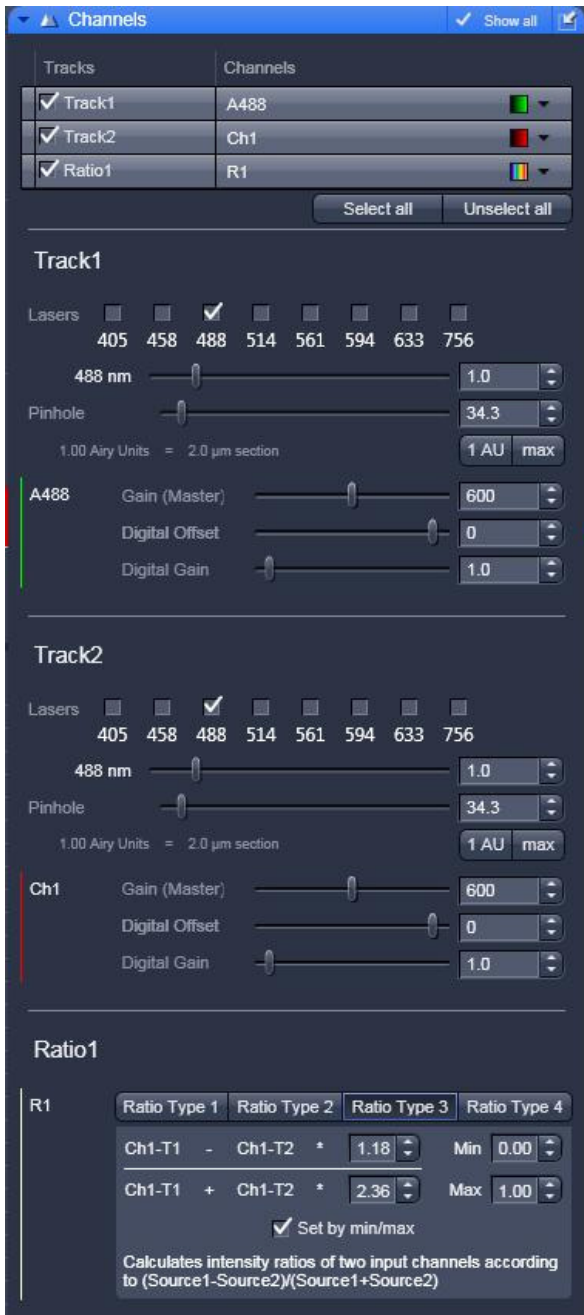 Channels Show all
Tracks Channels
Track1 A488
Track2 Ch1
Ratio1 R1
Select all Unselect all
Track1
Lasers
405 458 488 514 561 594 633 756
488 nm 1.0
Pinhole 34.3
1.00 Airy Units = 2.0 µm section 1 AU max
A488 Gain (Master) 600
Digital Offset 0
Digital Gain 1.0
Track2
Lasers
405 458 488 514 561 594 633 756
488 nm 1.0
Pinhole 34.3
1.00 Airy Units = 2.0 µm section 1 AU max
Ch1 Gain (Master) 600
Digital Offset 0
Digital Gain 1.0
Ratio1
R1 Ratio Type 1 Ratio Type 2 Ratio Type 3 Ratio Type 4
Ch1-T1 - Ch1-T2 * 1.18 Min 0.00
Ch1-T1 + Ch1-T2 * 2.36 Max 1.00
Set by min/max
Calculates intensity ratios of two input channels according
to (Source1-Source2)/(Source1+Source2)